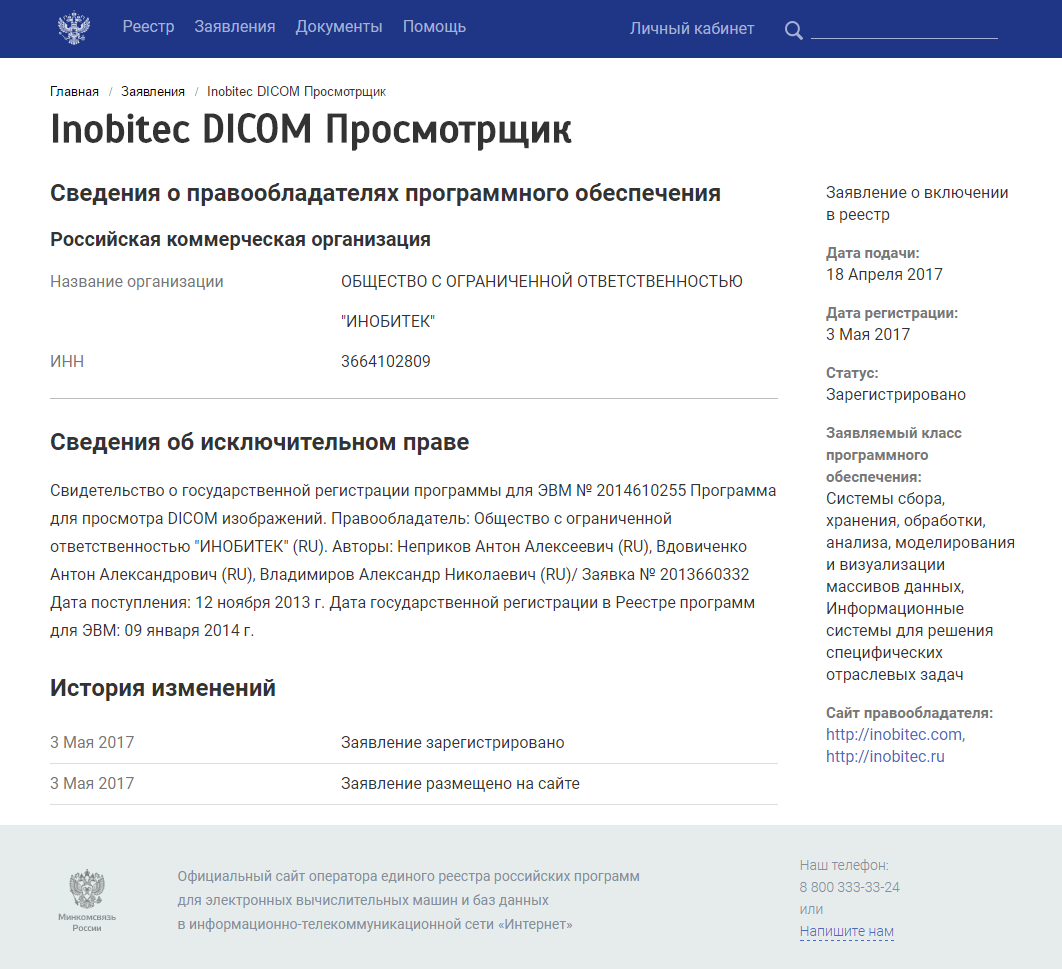 Реестр Заявления Документы Помощь Личный кабинет
Главная / Заявления / Inobitec DICOM Просмотрщик
Inobitec DICOM Просмотрщик
Сведения о правообладателях программного обеспечения
Российская коммерческая организация
Название организации ОБЩЕСТВО С ОГРАНИЧЕННОЙ ОТВЕТСТВЕННОСТЬЮ
"ИНОБИТЕК"
ИНН 3664102809
Сведения об исключительном праве
Свидетельство о государственной регистрации программы для ЭВМ № 2014610255 Программа
для просмотра DICOM изображений. Правообладатель: Общество с ограниченной
ответственностью "ИНОБИТЕК" (RU). Авторы: Неприков Антон Алексеевич (RU), Вдовиченко
Антон Александрович (RU), Владимиров Александр Николаевич (RU)/ Заявка № 2013660332
Дата поступления: 12 ноября 2013 г. Дата государственной регистрации в Реестре программ
для ЭВМ: 09 января 2014 г.
История изменений
3 Мая 2017 Заявление зарегистрировано
3 Мая 2017 Заявление размещено на сайте
Заявление о включении
в реестр
Дата подачи:
18 Апреля 2017
Дата регистрации:
3 Мая 2017
Статус:
Зарегистрировано
Заявляемый класс
программного
обеспечения:
Системы сбора,
хранения, обработки,
анализа, моделирования
и визуализации
массивов данных,
Информационные
системы для решения
специфических
отраслевых задач
Сайт правообладателя:
http://inobitec.com,
http://inobitec.ru
Минкомсвязь
России
Официальный сайт оператора единого реестра российских программ
для электронных вычислительных машин и баз данных
в информационно-телекоммуникационной сети «Интернет»
Наш телефон:
8 800 333-33-24
или
Напишите нам